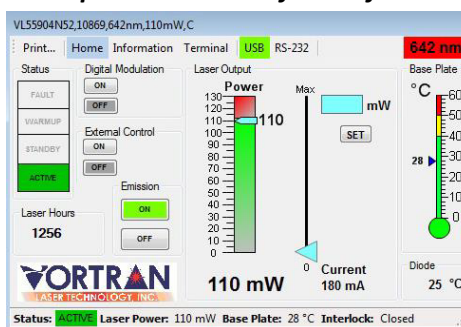 VL55904N52,10869,642nm,110mW,C
Print... Home Information Terminal USB RS-232 642 nm
Status
FAULT
WARMUP
STANDBY
ACTIVE
Digital Modulation
ON
OFF
External Control
ON
OFF
Emission
ON
OFF
Laser Hours
1256
VORTRAN
LASER TECHNOLOGY INC.
Laser Output
Power
130
120
110
100
90
80
70
60
50
40
30
20
10
0
110
110 mW
Max
0
mW
SET
Current
180 mA
Base Plate
°C
60
50
40
30
20
10
0
28
Diode
25 °C
Status: ACTIVE Laser Power: 110 mW Base Plate: 28 °C Interlock: Closed